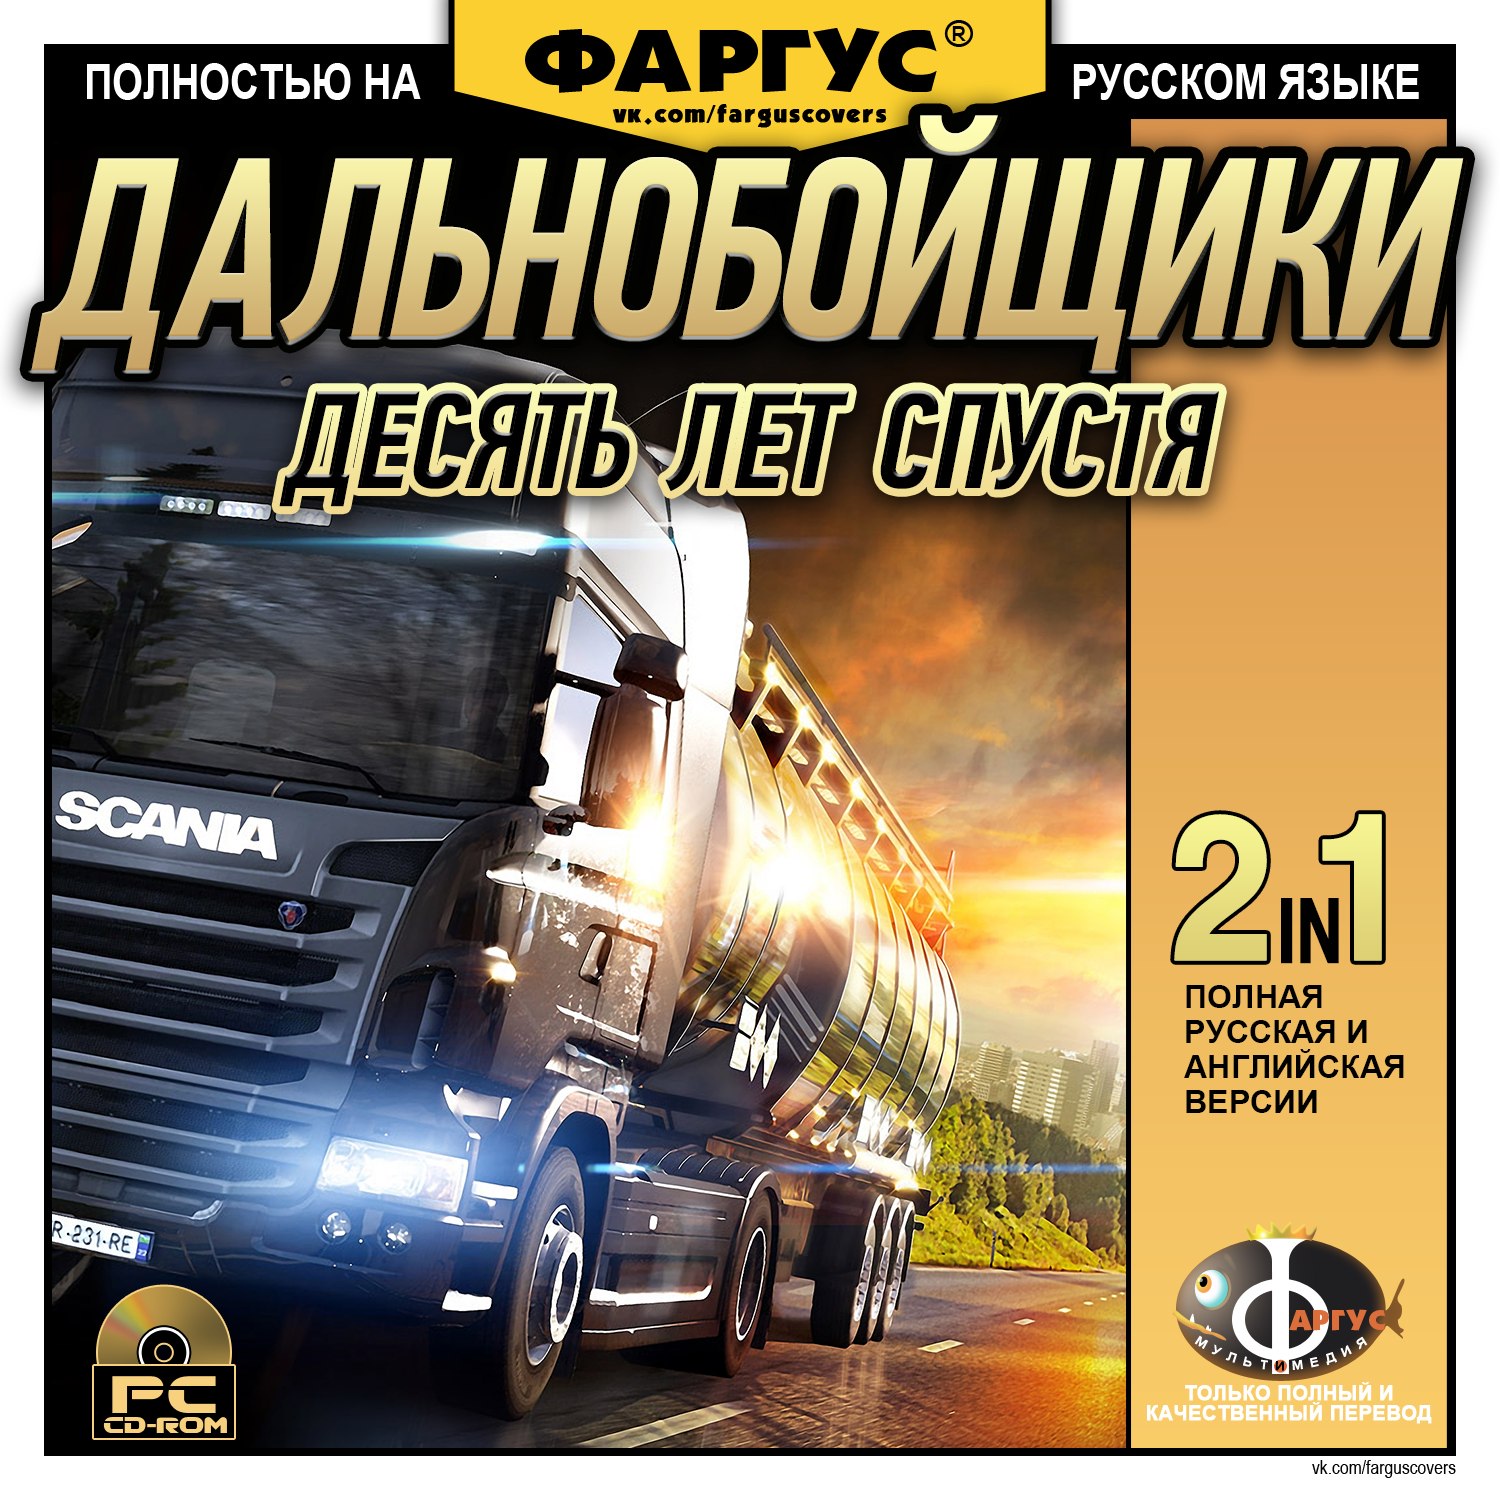 ФАРГУС®
vk.com/farguscovers
ПОЛНОСТЬЮ НА РУССКОМ ЯЗЫКЕ
ДАЛЬНОБОЙЩИКИ
ДЕСЯТЬ ЛЕТ СПУСТЯ
SCANIA
R-231-RE
2IN1
ПОЛНАЯ
РУССКАЯ И
АНГЛИЙСКАЯ
ВЕРСИИ
PC
CD-ROM
ФАРГУС
МУЛЬТИМЕДИЯ
ТОЛЬКО ПОЛНЫЙ И
КАЧЕСТВЕННЫЙ ПЕРЕВОД
vk.com/farguscovers